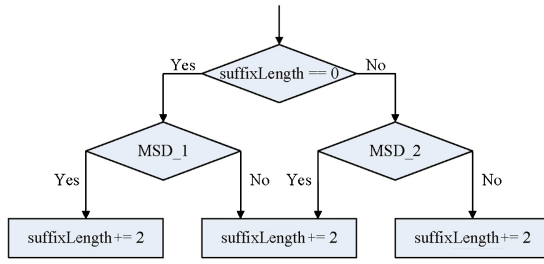 Yes
suffixLength == 0
No
MSD_1
MSD_2
Yes
No
Yes
No
suffixLength += 2
suffixLength += 2
suffixLength += 2